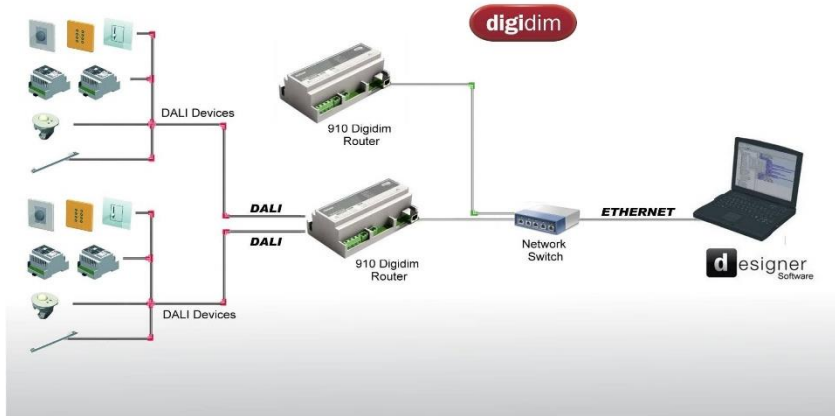 digidim
DALI Devices
910 Digidim
Router
DALI
DALI
910 Digidim
Router
ETHERNET
Network
Switch
designer
Software
DALI Devices